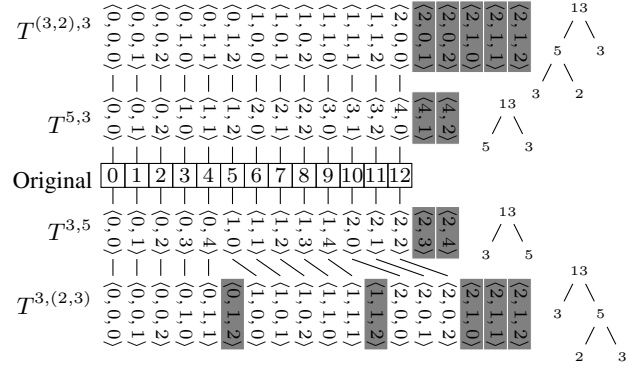 T^{(3,2),3} ⟨0,0,0⟩ ⟨0,0,1⟩ ⟨0,0,2⟩ ⟨0,1,0⟩ ⟨0,1,1⟩ ⟨0,1,2⟩ ⟨1,0,0⟩ ⟨1,0,1⟩ ⟨1,0,2⟩ ⟨1,1,0⟩ ⟨1,1,1⟩ ⟨1,1,2⟩ ⟨2,0,0⟩ ⟨2,0,1⟩ ⟨2,0,2⟩ ⟨2,1,0⟩ ⟨2,1,1⟩ ⟨2,1,2⟩
13
5 3
3 2
T^{5,3} ⟨0,0⟩ ⟨0,1⟩ ⟨0,2⟩ ⟨1,0⟩ ⟨1,1⟩ ⟨1,2⟩ ⟨2,0⟩ ⟨2,1⟩ ⟨2,2⟩ ⟨3,0⟩ ⟨3,1⟩ ⟨3,2⟩ ⟨4,0⟩ ⟨4,1⟩ ⟨4,2⟩
13
5 3
Original 0 1 2 3 4 5 6 7 8 9 10 11 12
T^{3,5} ⟨0,0⟩ ⟨0,1⟩ ⟨0,2⟩ ⟨0,3⟩ ⟨0,4⟩ ⟨1,0⟩ ⟨1,1⟩ ⟨1,2⟩ ⟨1,3⟩ ⟨1,4⟩ ⟨2,0⟩ ⟨2,1⟩ ⟨2,2⟩ ⟨2,3⟩ ⟨2,4⟩
13
3 5
T^{3,(2,3)} ⟨0,0,0⟩ ⟨0,0,1⟩ ⟨0,0,2⟩ ⟨0,1,0⟩ ⟨0,1,1⟩ ⟨0,1,2⟩ ⟨1,0,0⟩ ⟨1,0,1⟩ ⟨1,0,2⟩ ⟨1,1,0⟩ ⟨1,1,1⟩ ⟨1,1,2⟩ ⟨2,0,0⟩ ⟨2,0,1⟩ ⟨2,0,2⟩ ⟨2,1,0⟩ ⟨2,1,1⟩ ⟨2,1,2⟩
13
3 5
2 3